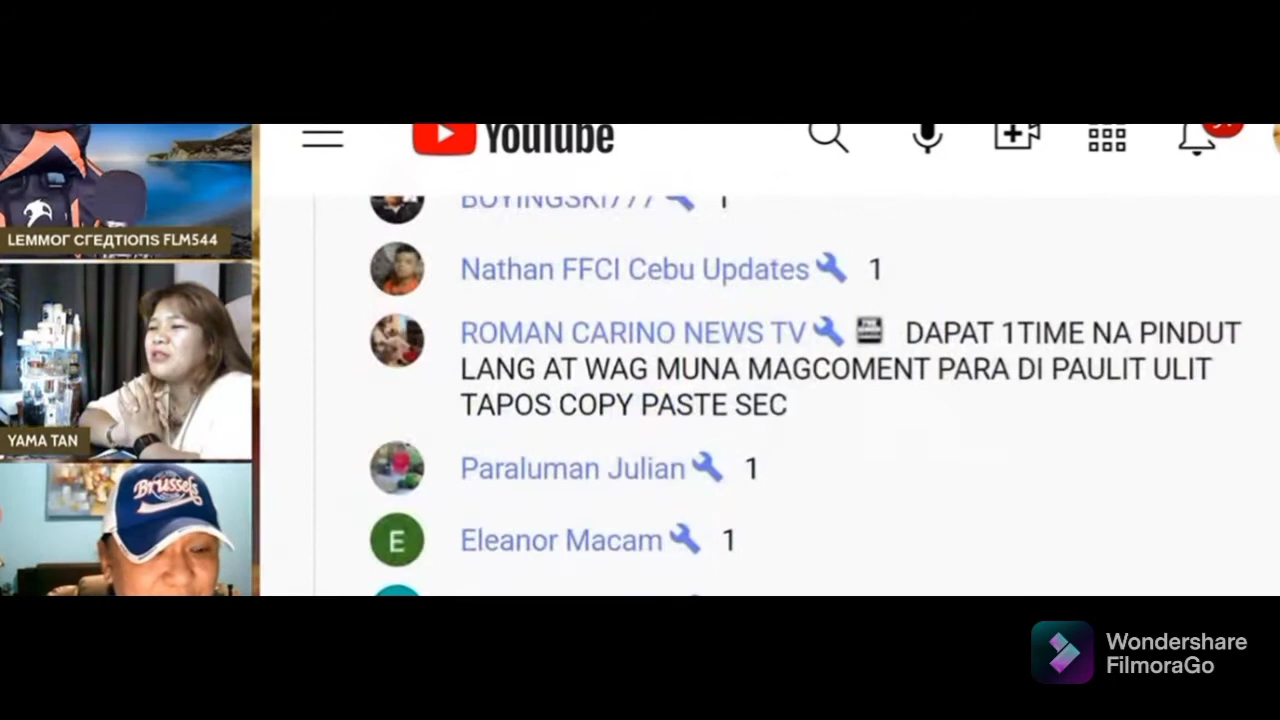 YouTube
BOYINGSKI777 1
Nathan FFCI Cebu Updates 1
ROMAN CARINO NEWS TV DAPAT 1TIME NA PINDUT
LANG AT WAG MUNA MAGCOMENT PARA DI PAULIT ULIT
TAPOS COPY PASTE SEC
Paraluman Julian 1
Eleanor Macam 1
E
LEMMOГ CГEДTIOПS FLM544
YAMA TAN
Brussels
Wondershare
FilmoraGo